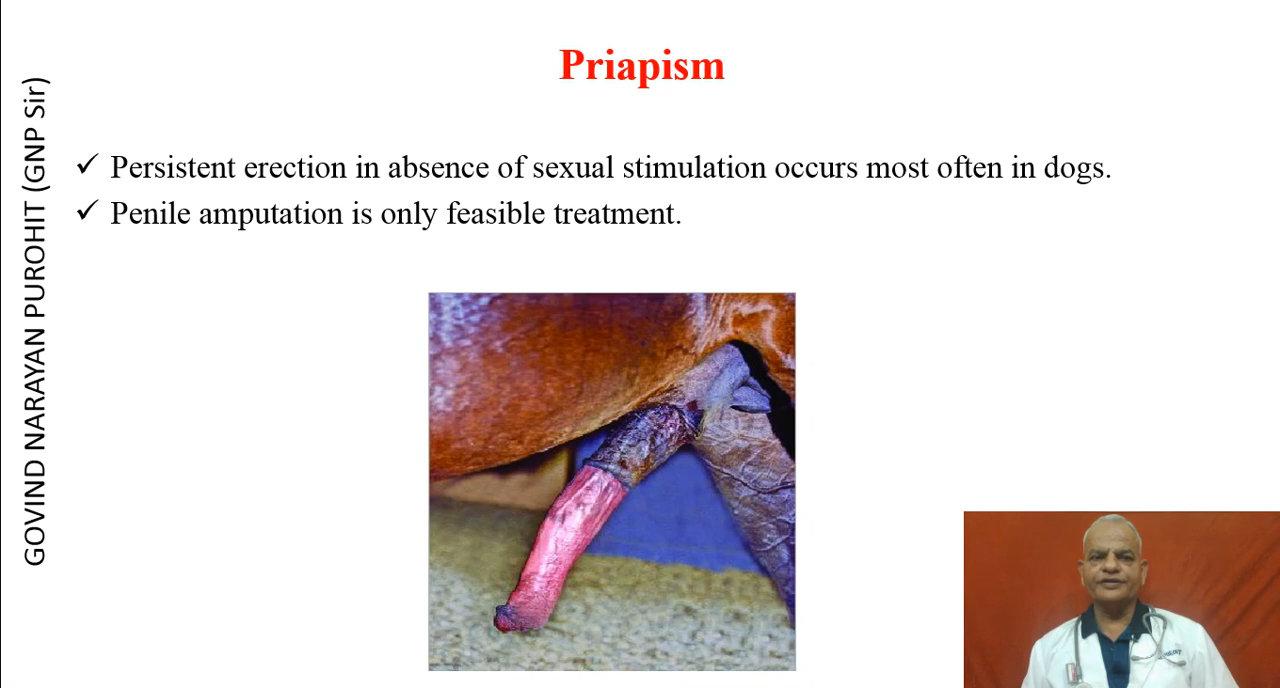 Priapism
GOVIND NARAYAN PUROHIT (GNP Sir)
✓ Persistent erection in absence of sexual stimulation occurs most often in dogs.
✓ Penile amputation is only feasible treatment.